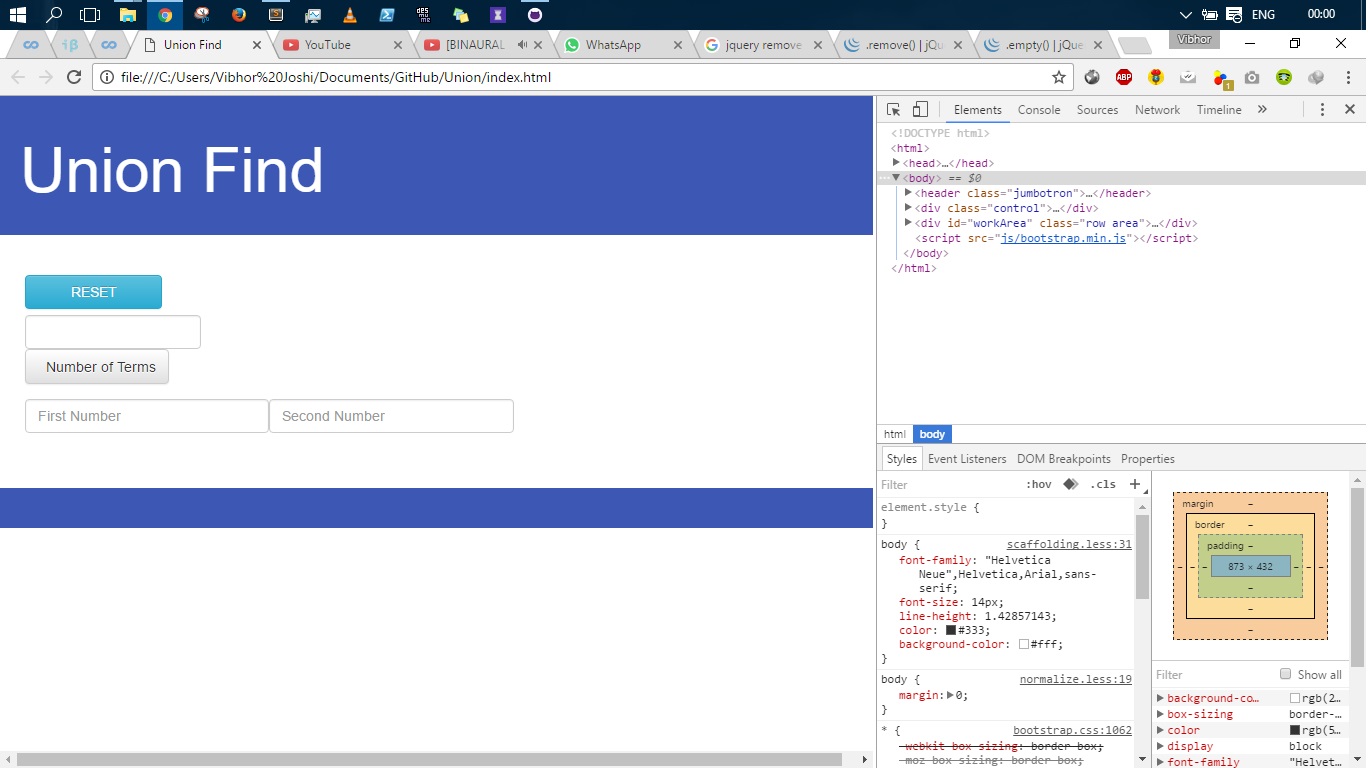 ENG 00:00
Vibhor
Union Find
YouTube
[BINAURAL
WhatsApp
jquery remove
.remove() | jQu
.empty() | jQue
file:///C:/Users/Vibhor%20Joshi/Documents/GitHub/Union/index.html
ABP
1
Union Find
RESET
Number of Terms
First Number
Second Number
Elements Console Sources Network Timeline »
<!DOCTYPE html>
<html>
<head>…</head>
… <body> == $0
<header class="jumbotron">…</header>
<div class="control">…</div>
<div id="workArea" class="row area">…</div>
<script src="js/bootstrap.min.js"></script>
</body>
</html>
html body
Styles Event Listeners DOM Breakpoints Properties
Filter :hov .cls +
element.style {
}
body { scaffolding.less:31
font-family: "Helvetica
Neue",Helvetica,Arial,sans-
serif;
font-size: 14px;
line-height: 1.42857143;
color: #333;
background-color: #fff;
}
body { normalize.less:19
margin: 0;
}
* { bootstrap.css:1062
-webkit-box-sizing: border-box;
-moz-box-sizing: border-box;
margin –
border –
padding –
– – – 873 × 432 – – –
–
–
–
Filter Show all
background-co… rgb(2…
box-sizing border-…
color rgb(5…
display block
font-family "Helvet…